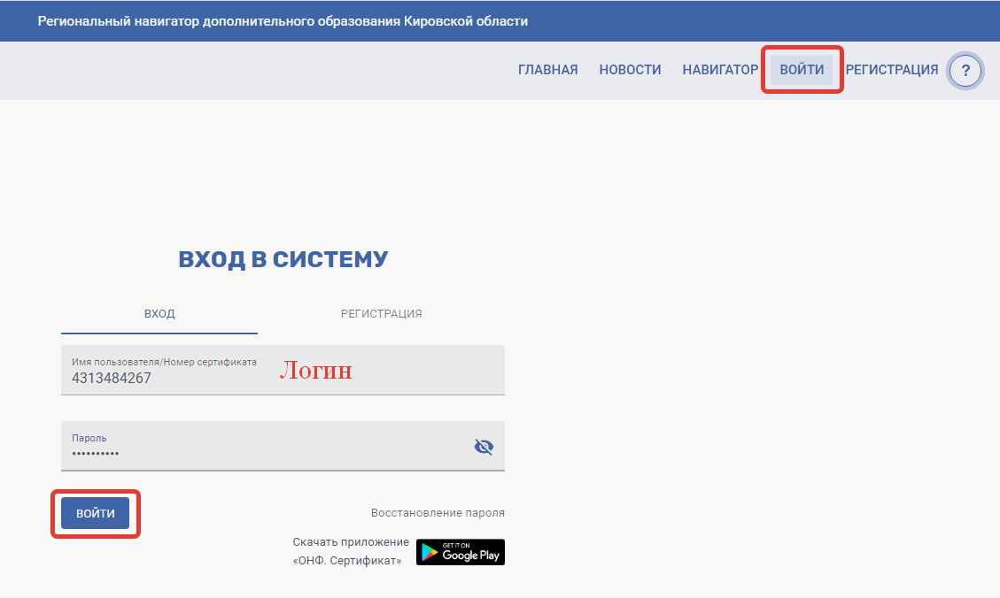 Региональный навигатор дополнительного образования Кировской области
ГЛАВНАЯ НОВОСТИ НАВИГАТОР ВОЙТИ РЕГИСТРАЦИЯ ?
ВХОД В СИСТЕМУ
ВХОД РЕГИСТРАЦИЯ
Имя пользователя/Номер сертификата
4313484267
Логин
Пароль
••••••••••
ВОЙТИ
Восстановление пароля
Скачать приложение
«ОНФ. Сертификат»
GET IT ON
Google Play